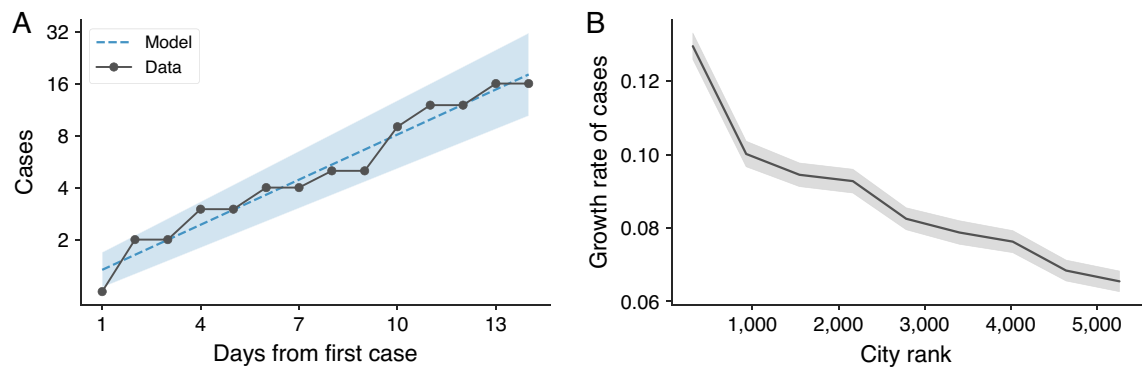 A
32
16
8
4
2
Cases
Model
Data
1
4
7
10
13
Days from first case
B
0.12
0.10
0.08
0.06
Growth rate of cases
1,000
2,000
3,000
4,000
5,000
City rank